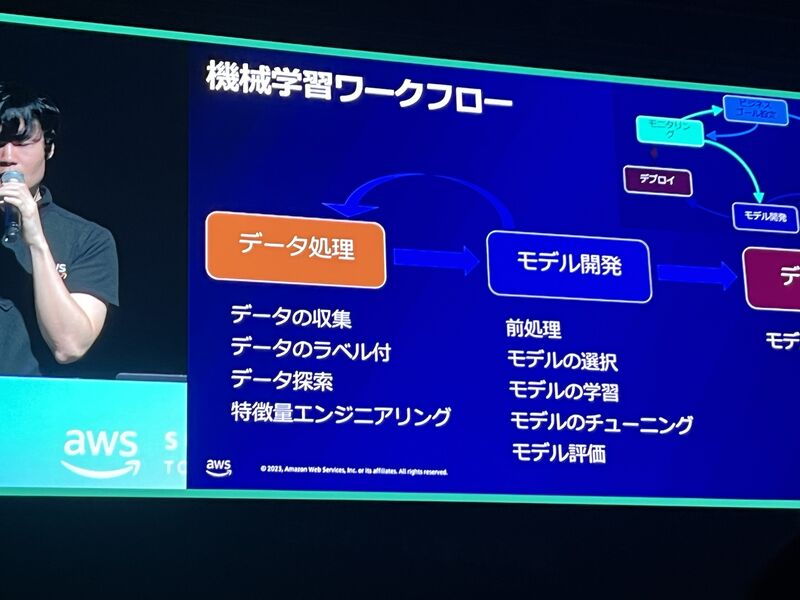 機械学習ワークフロー
ビジネス
ゴール設定
モニタリン
グ
デプロイ
モデル開発
データ処理
モデル開発
デ
データの収集
データのラベル付
データ探索
特徴量エンジニアリング
前処理
モデルの選択
モデルの学習
モデルのチューニング
モデル評価
モデ
aws
© 2023, Amazon Web Services, Inc. or its affiliates. All rights reserved.
aws S
TO